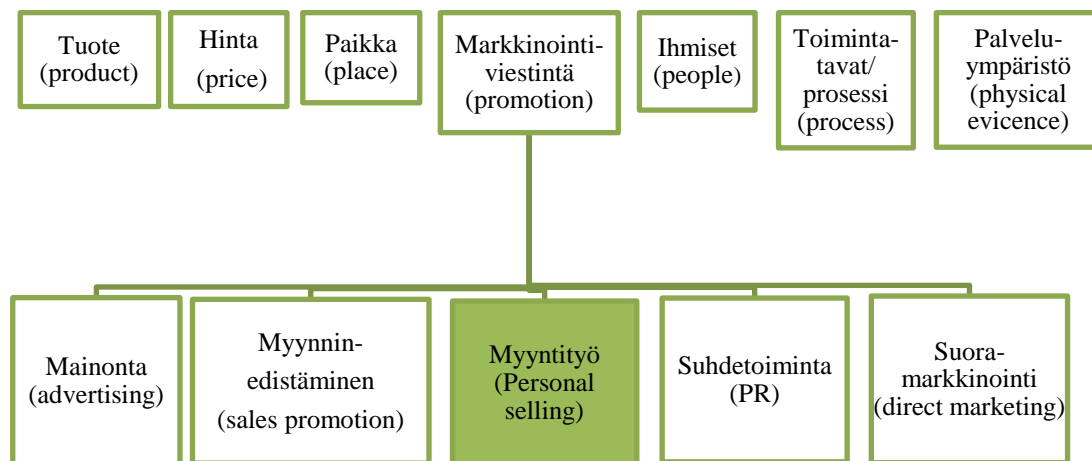 Tuote
(product)
Hinta
(price)
Paikka
(place)
Markkinointi-
viestintä
(promotion)
Ihmiset
(people)
Toiminta-
tavat/
prosessi
(process)
Palvelu-
ympäristö
(physical
evicence)
Mainonta
(advertising)
Myynnin-
edistäminen
(sales promotion)
Myyntityö
(Personal
selling)
Suhdetoiminta
(PR)
Suora-
markkinointi
(direct marketing)